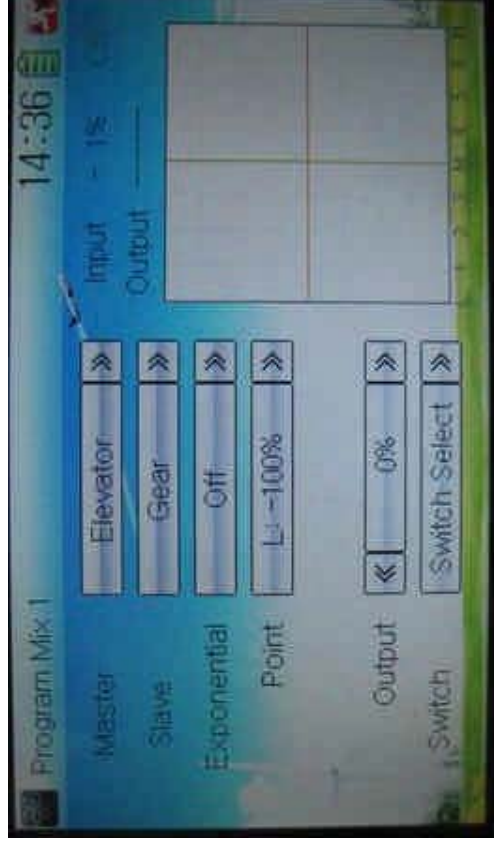 Program Mix 1 14:36
Master Elevator Input - 1%
Slave Gear Output
Exponential Off
Point L: -100%
Output 0%
Switch Switch Select